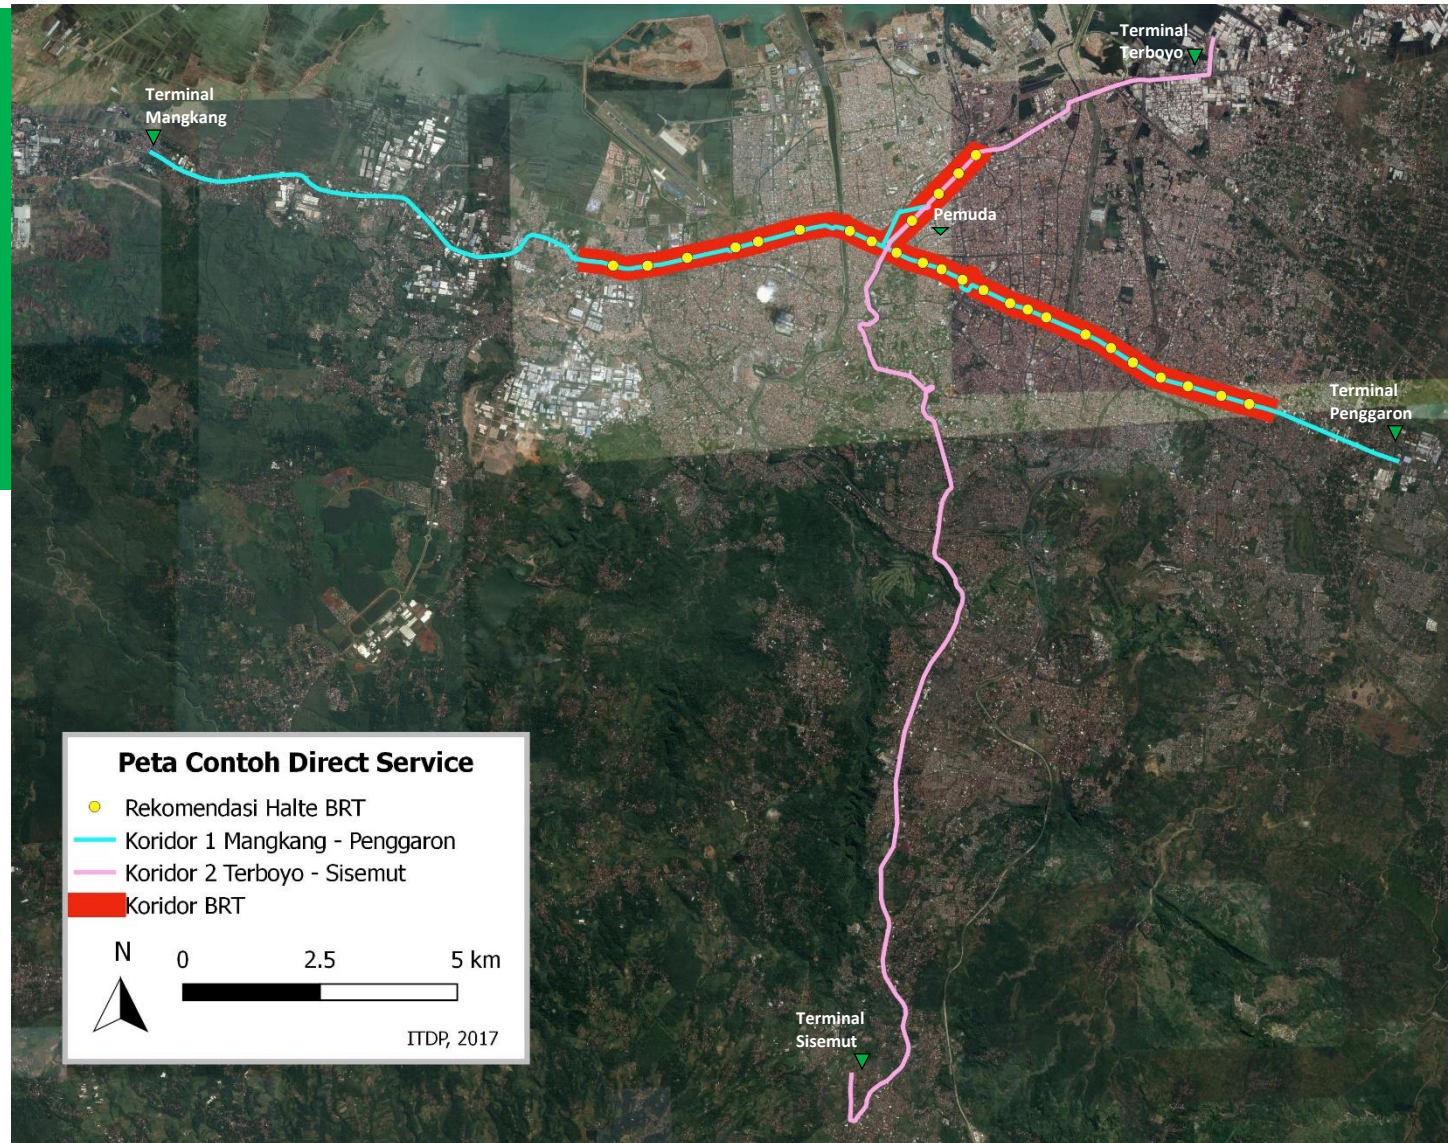 Terminal
Terboyo
Terminal
Mangkang
Pemuda
Terminal
Penggaron
Peta Contoh Direct Service
Rekomendasi Halte BRT
Koridor 1 Mangkang - Penggaron
Koridor 2 Terboyo - Sisemut
Koridor BRT
N
0 2.5 5 km
ITDP, 2017
Terminal
Sisemut